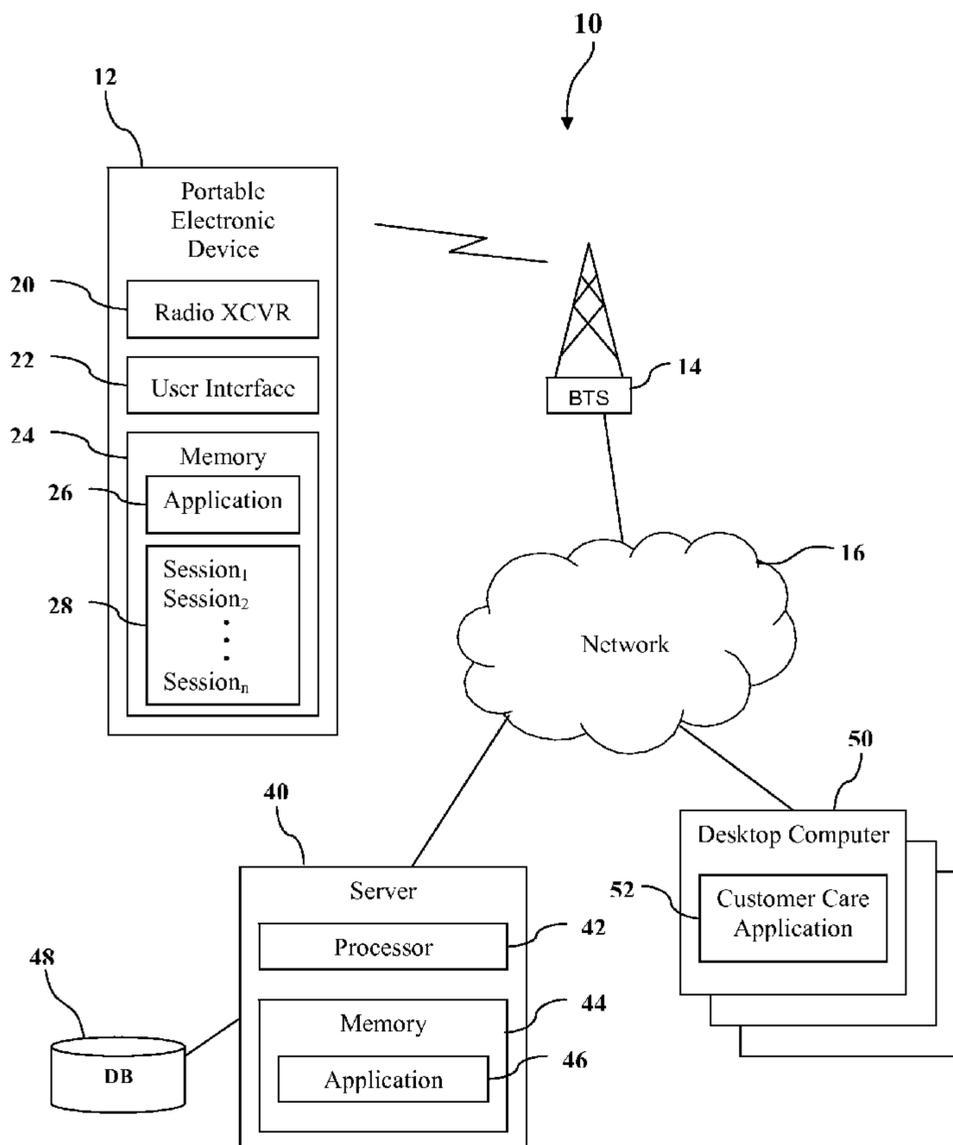 10
12
Portable
Electronic
Device
20
Radio XCVR
22
User Interface
14
BTS
24
Memory
26
Application
16
28
Session₁
Session₂
Sessionₙ
Network
50
40
Desktop Computer
Server
52
Customer Care
Application
Processor
42
48
44
Memory
DB
Application
46